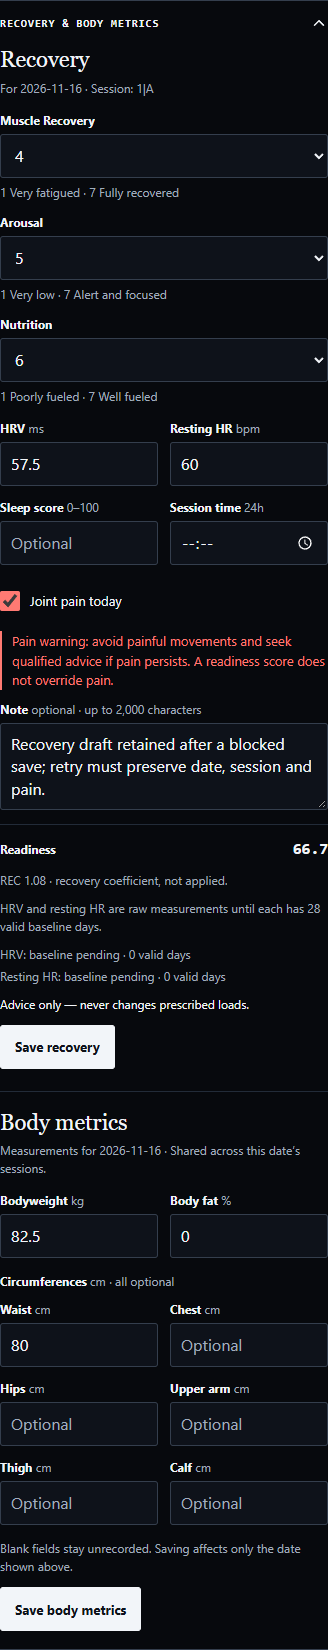 RECOVERY & BODY METRICS
Recovery
For 2026-11-16 · Session: 1|A
Muscle Recovery
4
1 Very fatigued · 7 Fully recovered
Arousal
5
1 Very low · 7 Alert and focused
Nutrition
6
1 Poorly fueled · 7 Well fueled
HRV ms Resting HR bpm
57.5 60
Sleep score 0–100 Session time 24h
Optional --:--
Joint pain today
Pain warning: avoid painful movements and seek
qualified advice if pain persists. A readiness score does
not override pain.
Note optional · up to 2,000 characters
Recovery draft retained after a blocked
save; retry must preserve date, session and
pain.
Readiness 66.7
REC 1.08 · recovery coefficient, not applied.
HRV and resting HR are raw measurements until each has 28
valid baseline days.
HRV: baseline pending · 0 valid days
Resting HR: baseline pending · 0 valid days
Advice only — never changes prescribed loads.
Save recovery
Body metrics
Measurements for 2026-11-16 · Shared across this date's
sessions.
Bodyweight kg Body fat %
82.5 0
Circumferences cm · all optional
Waist cm Chest cm
80 Optional
Hips cm Upper arm cm
Optional Optional
Thigh cm Calf cm
Optional Optional
Blank fields stay unrecorded. Saving affects only the date
shown above.
Save body metrics